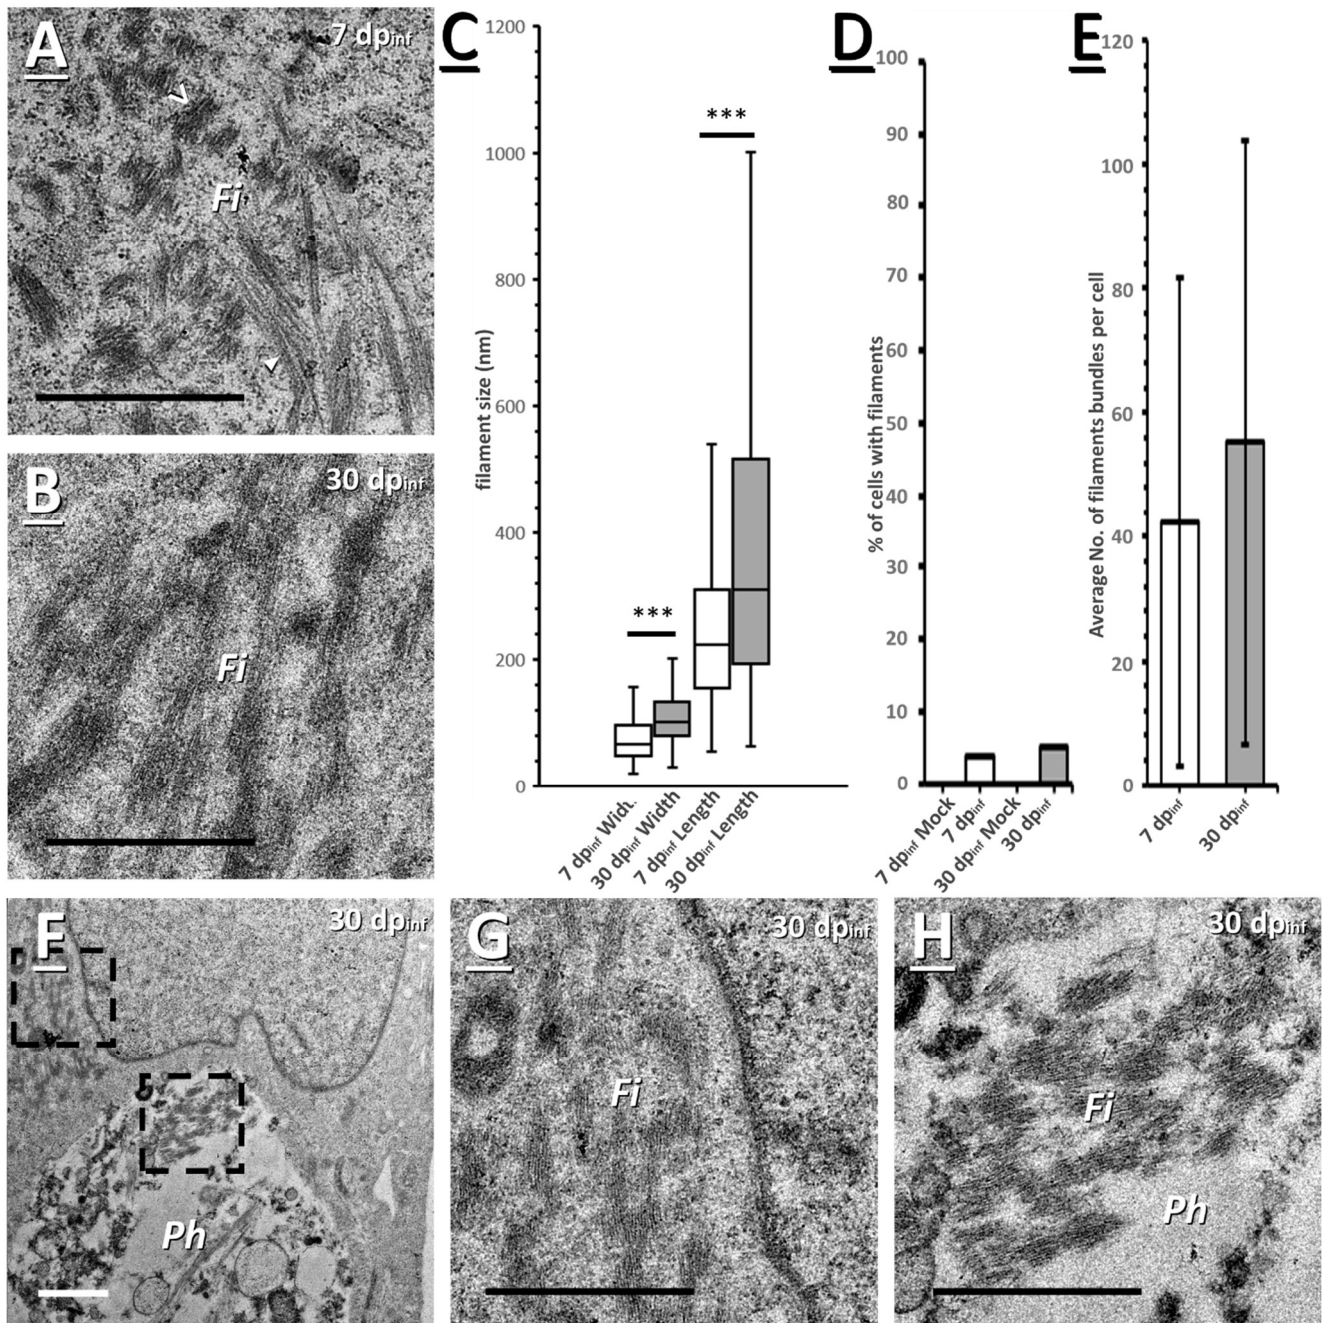 A
7 dpinf
Fi
B
30 dpinf
Fi
C
filament size (nm)
1200
1000
800
600
400
200
0
***
***
7 dpinf Widt
30 dpinf Width
7 dpinf Length
30 dpinf Length
D
% of cells with filaments
100
90
80
70
60
50
40
30
20
10
0
7 dpinf Mock
7 dpinf
30 dpinf Mock
30 dpinf
E
Average No. of filaments bundles per cell
120
100
80
60
40
20
0
7 dpinf
30 dpinf
F
30 dpinf
Ph
G
30 dpinf
Fi
H
30 dpinf
Fi
Ph